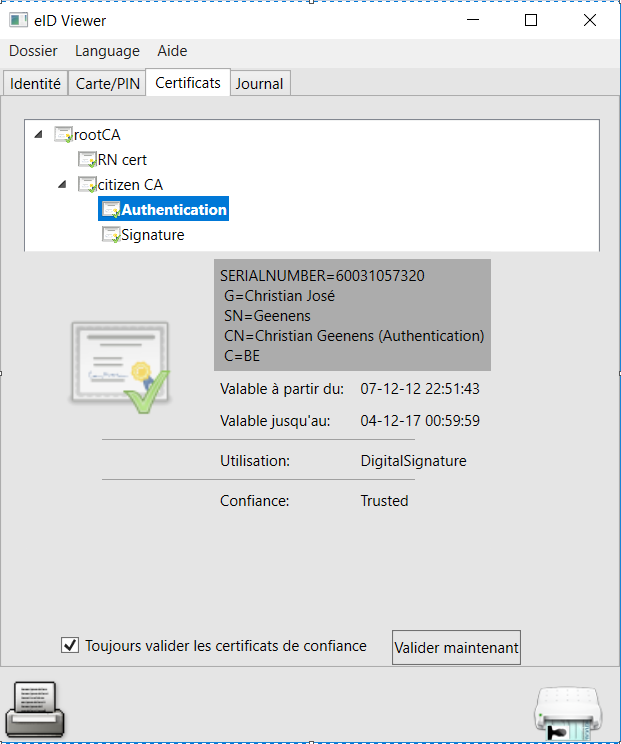 eID Viewer
Dossier Language Aide
Identité Carte/PIN Certificats Journal
rootCA
RN cert
citizen CA
Authentication
Signature
SERIALNUMBER=60031057320
G=Christian José
SN=Geenens
CN=Christian Geenens (Authentication)
C=BE
Valable à partir du: 07-12-12 22:51:43
Valable jusqu'au: 04-12-17 00:59:59
Utilisation: DigitalSignature
Confiance: Trusted
Toujours valider les certificats de confiance Valider maintenant